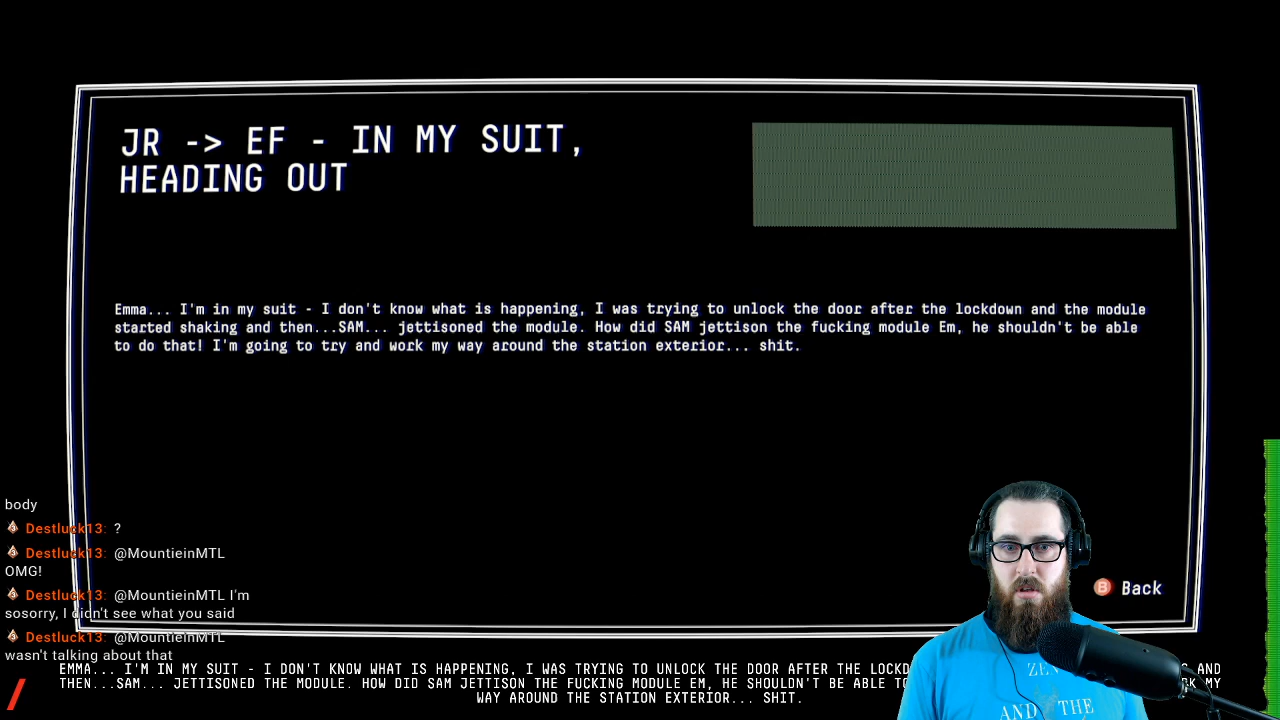 JR -> EF - IN MY SUIT,
HEADING OUT
Emma... I'm in my suit - I don't know what is happening, I was trying to unlock the door after the lockdown and the module
started shaking and then...SAM... jettisoned the module. How did SAM jettison the fucking module Em, he shouldn't be able
to do that! I'm going to try and work my way around the station exterior... shit.
B Back
body
Destluck13: ?
Destluck13: @MountieinMTL
OMG!
Destluck13: @MountieinMTL I'm
sosorry, I didn't see what you said
Destluck13: @MountieinMTL
wasn't talking about that
EMMA... I'M IN MY SUIT - I DON'T KNOW WHAT IS HAPPENING, I WAS TRYING TO UNLOCK THE DOOR AFTER THE AND
THEN...SAM... JETTISONED THE MODULE. HOW DID SAM JETTISON THE FUCKING MODULE EM, HE SHOULDN'T BE ABLE MY
WAY AROUND THE STATION EXTERIOR... SHIT.
ZEN
AND THE